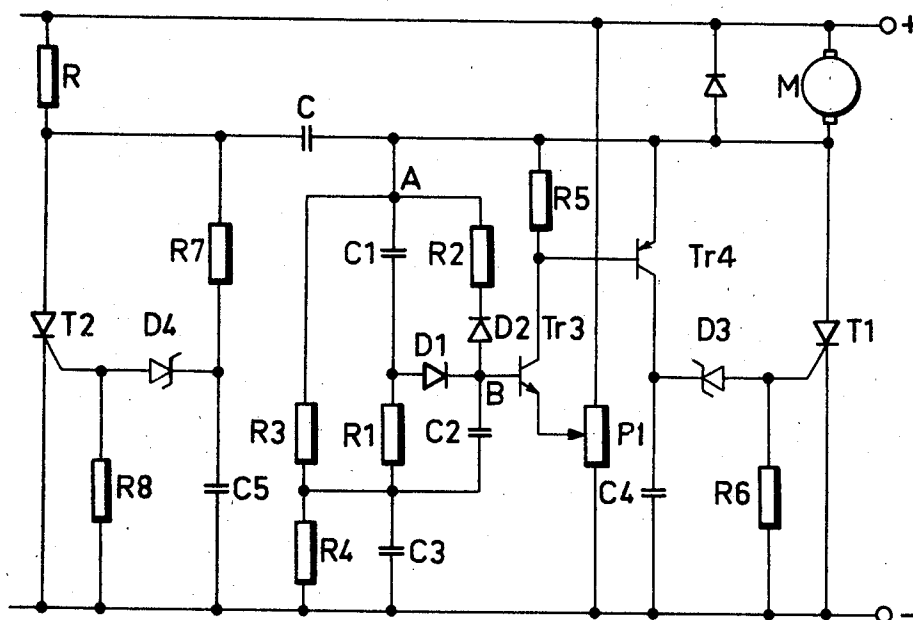 +
R
M
C
A
R5
R7
C1
R2
Tr4
T2
D4
D2
Tr3
D3
T1
D1
B
R3
R1
C2
P1
R8
C5
C4
R6
R4
C3
-